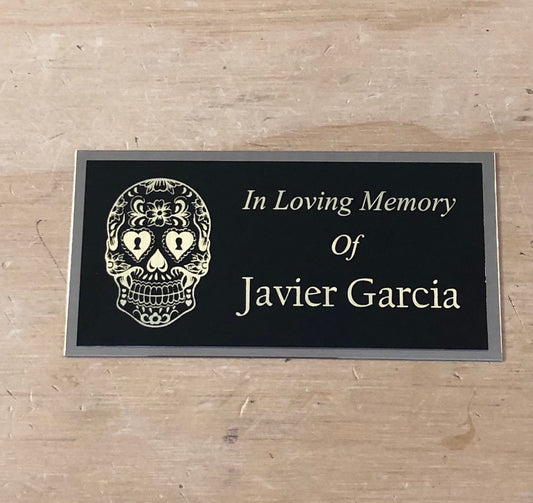 In Loving Memory
Of
Javier Garcia